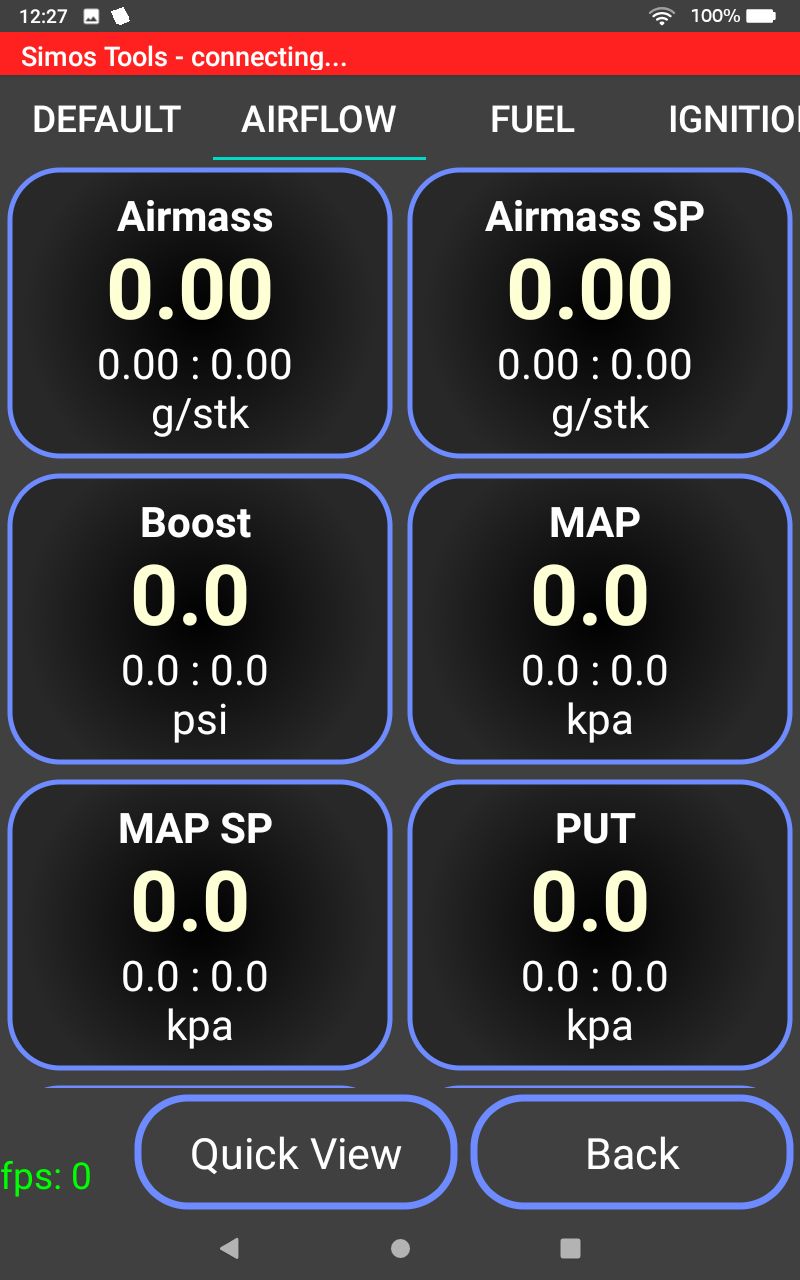 12:27 100%
Simos Tools - connecting...
DEFAULT AIRFLOW FUEL IGNITION
Airmass
0.00
0.00 : 0.00
g/stk
Airmass SP
0.00
0.00 : 0.00
g/stk
Boost
0.0
0.0 : 0.0
psi
MAP
0.0
0.0 : 0.0
kpa
MAP SP
0.0
0.0 : 0.0
kpa
PUT
0.0
0.0 : 0.0
kpa
fps: 0
Quick View
Back